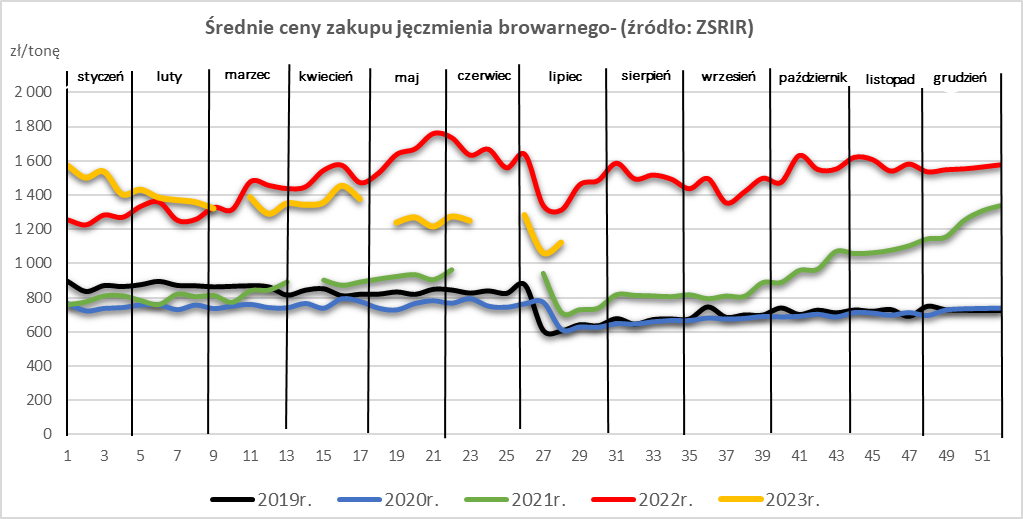 Średnie ceny zakupu jęczmienia browarnego- (źródło: ZSRIR)
zł/tonę
styczeń luty marzec kwiecień maj czerwiec lipiec sierpień wrzesień październik listopad grudzień
2 000
1 800
1 600
1 400
1 200
1 000
800
600
400
200
0
1 3 5 7 9 11 13 15 17 19 21 23 25 27 29 31 33 35 37 39 41 43 45 47 49 51
2019r. 2020r. 2021r. 2022r. 2023r.